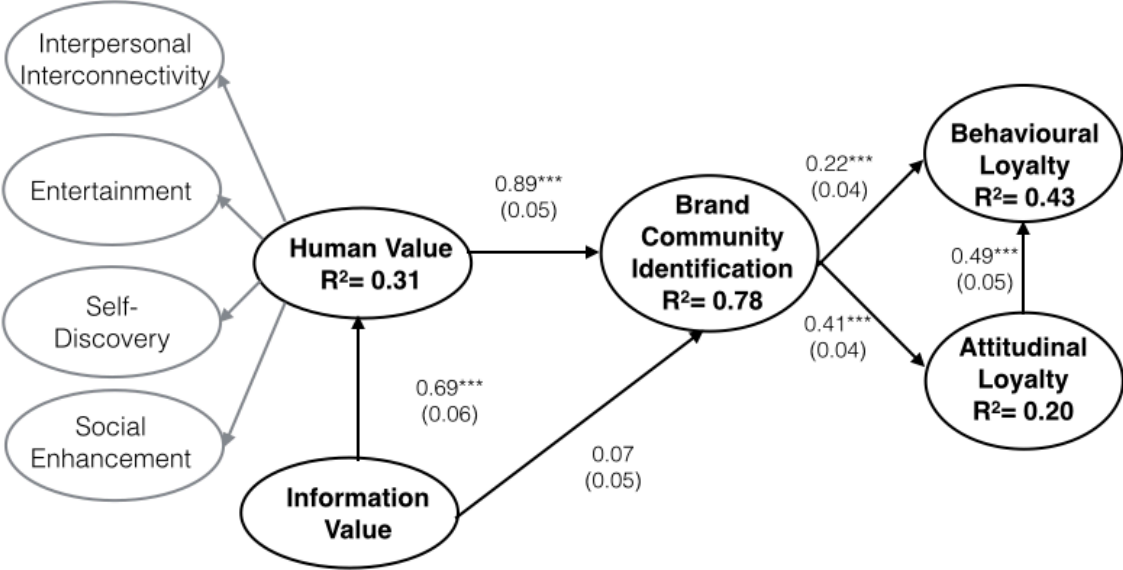 Interpersonal
Interconnectivity
Entertainment
Self-
Discovery
Social
Enhancement
Human Value
R²= 0.31
Information
Value
0.69***
(0.06)
0.89***
(0.05)
0.07
(0.05)
Brand
Community
Identification
R²= 0.78
0.22***
(0.04)
0.41***
(0.04)
Behavioural
Loyalty
R²= 0.43
0.49***
(0.05)
Attitudinal
Loyalty
R²= 0.20